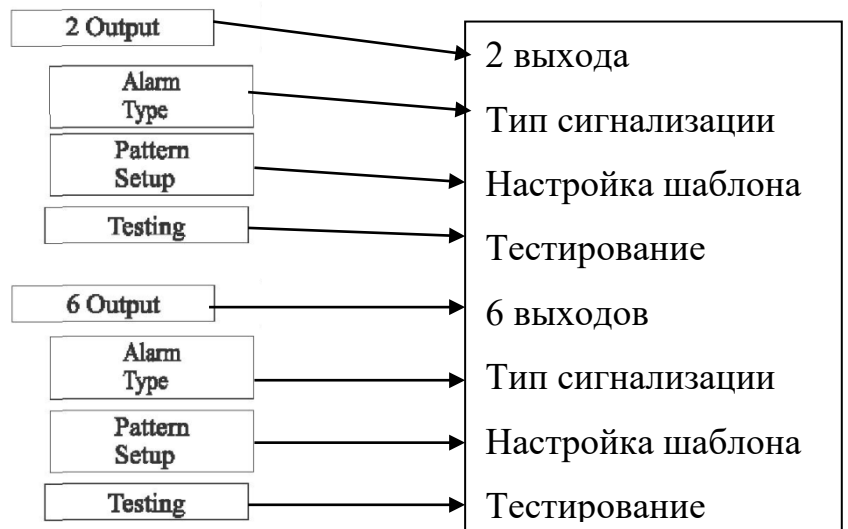 2 Output
Alarm
Type
Pattern
Setup
Testing
6 Output
Alarm
Type
Pattern
Setup
Testing
2 выхода
Тип сигнализации
Настройка шаблона
Тестирование
6 выходов
Тип сигнализации
Настройка шаблона
Тестирование